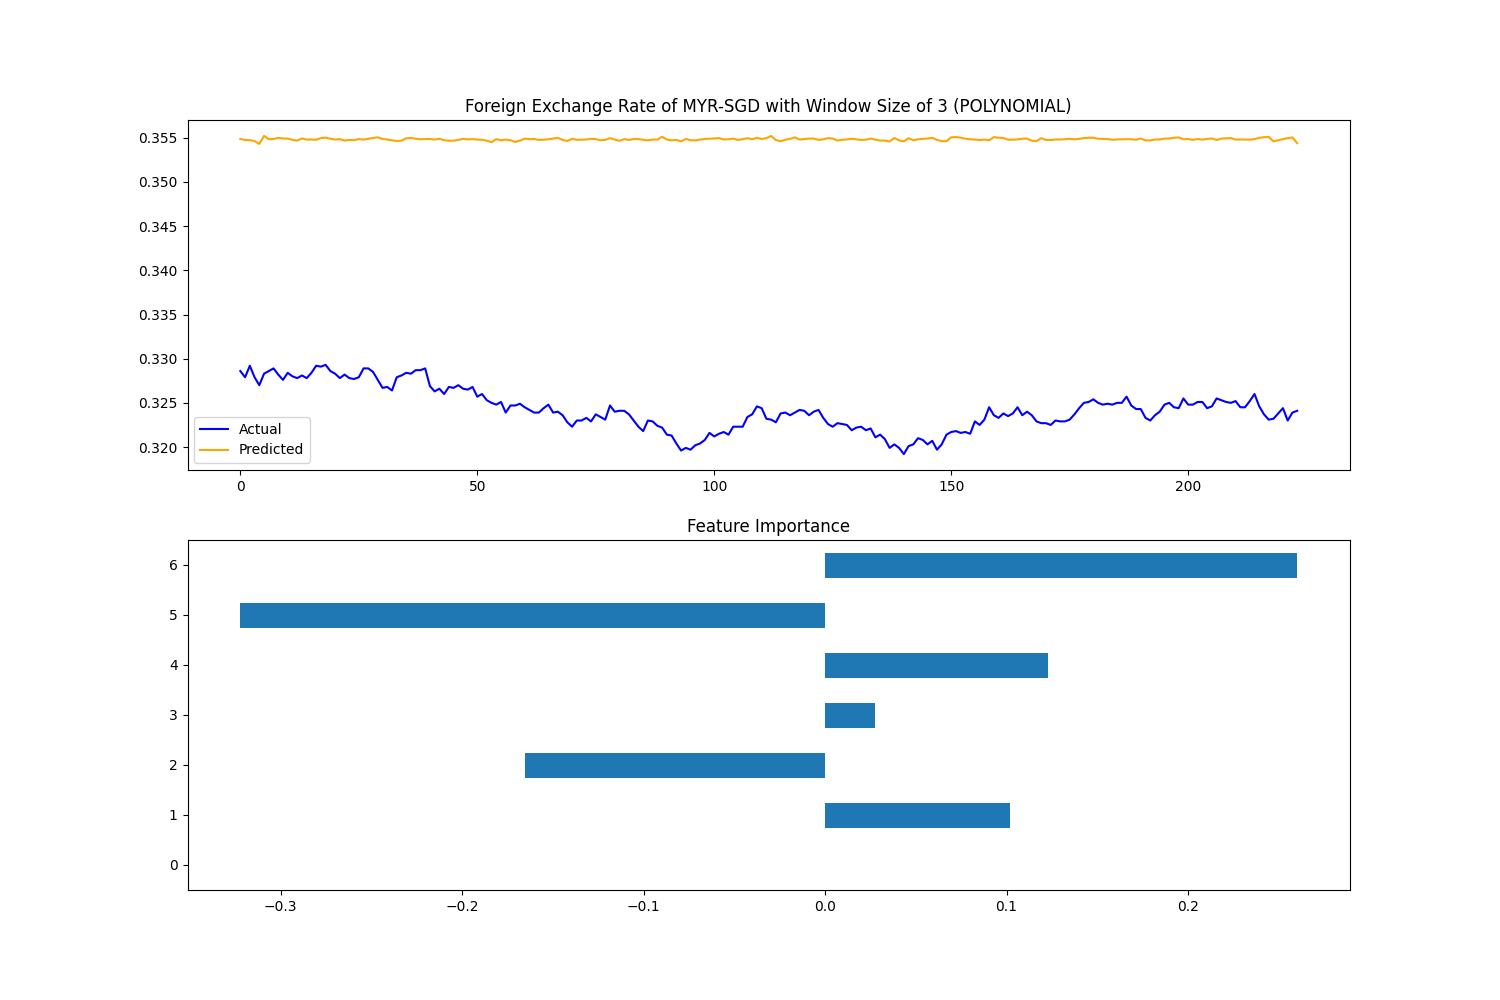 Foreign Exchange Rate of MYR-SGD with Window Size of 3 (POLYNOMIAL)
0.355
0.350
0.345
0.340
0.335
0.330
0.325
0.320
Actual
Predicted
0 50 100 150 200
Feature Importance
6
5
4
3
2
1
0
−0.3 −0.2 −0.1 0.0 0.1 0.2